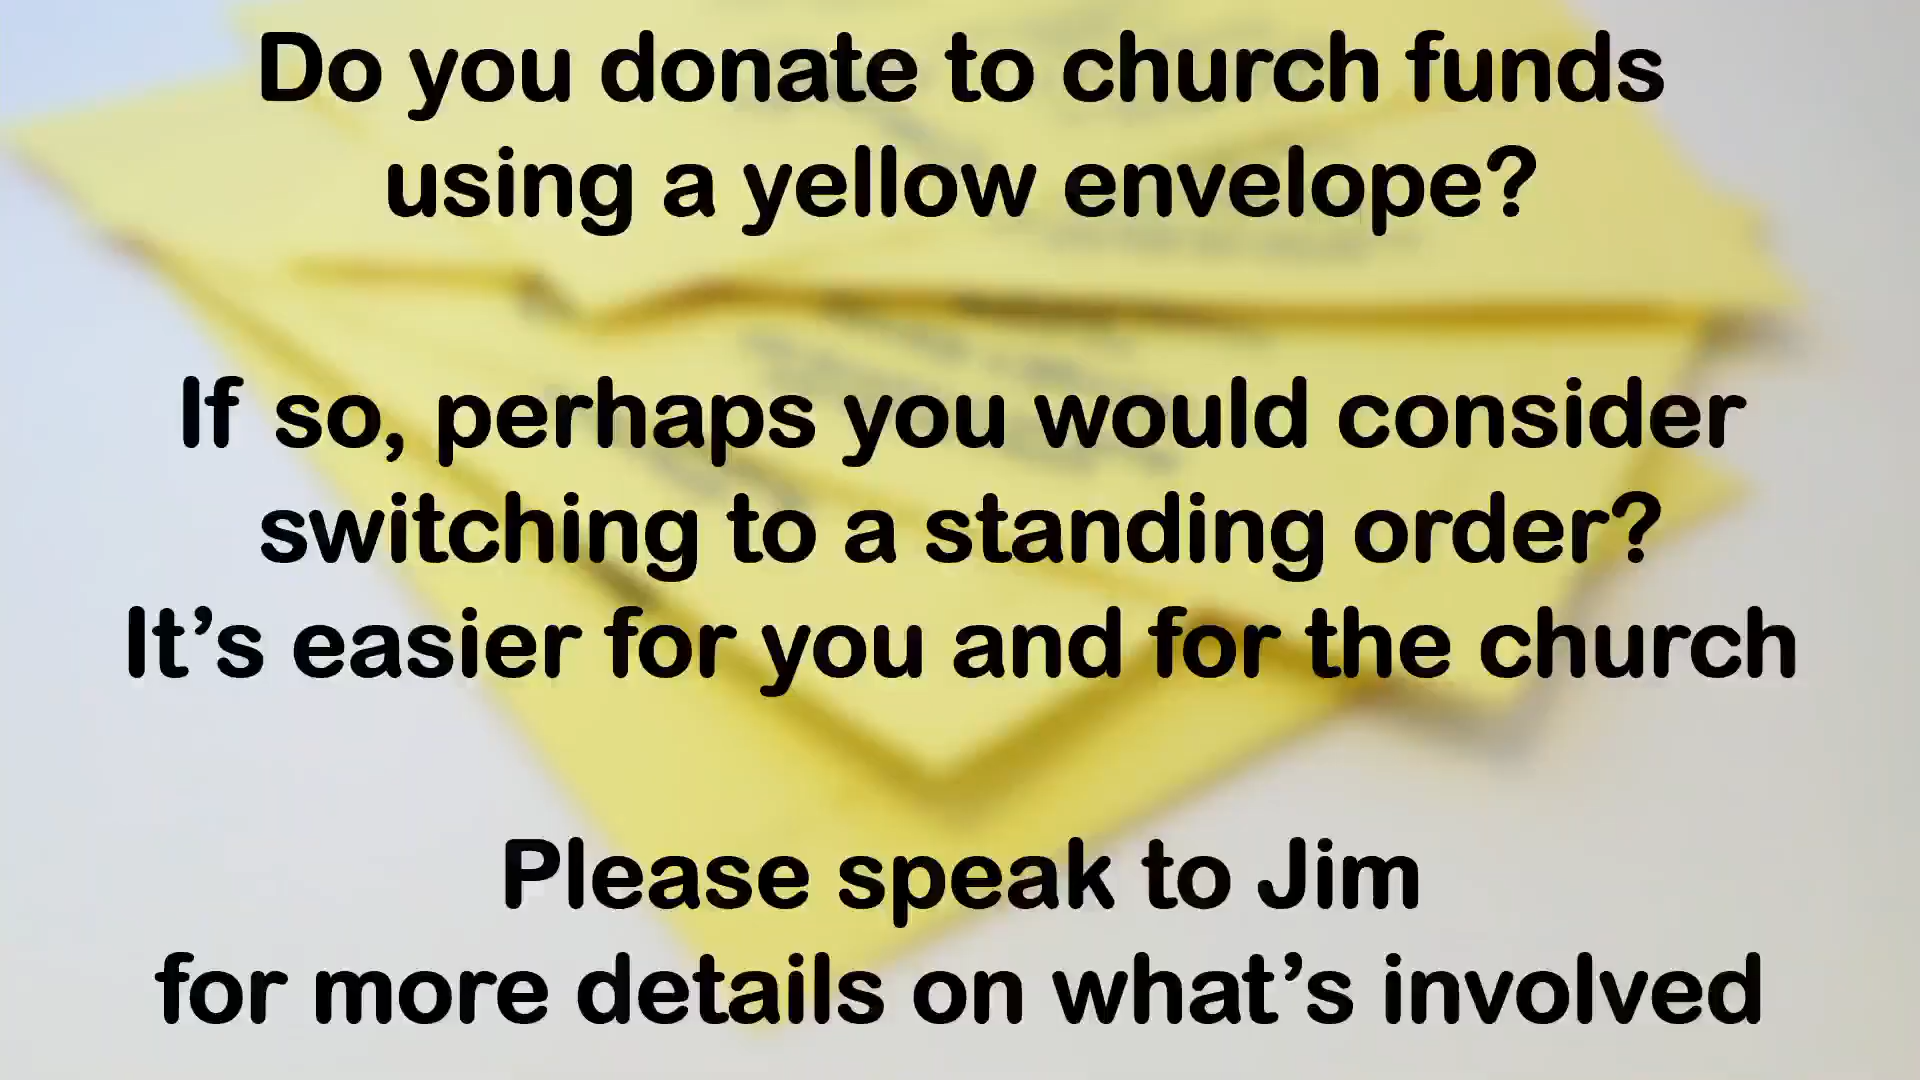 Do you donate to church funds
using a yellow envelope?
If so, perhaps you would consider
switching to a standing order?
It’s easier for you and for the church
Please speak to Jim
for more details on what’s involved